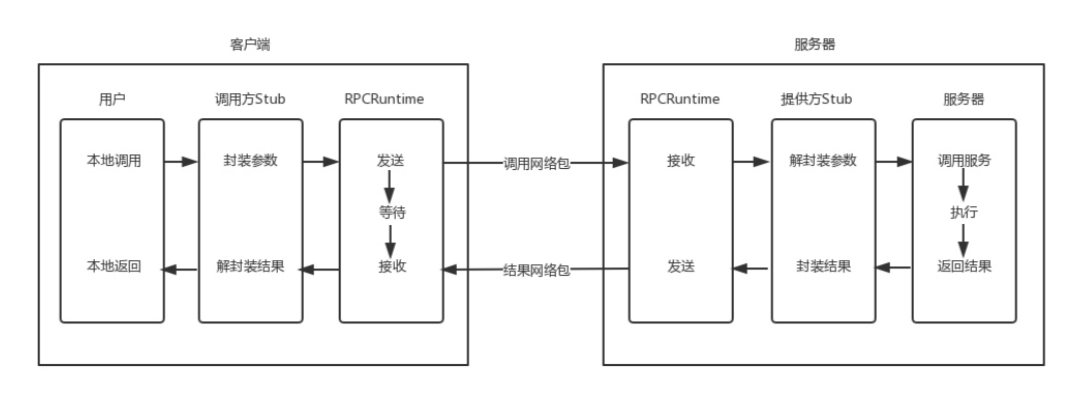 客户端
服务器
用户
调用方Stub
RPCRuntime
RPCRuntime
提供方Stub
服务器
本地调用
封装参数
发送
调用网络包
接收
解封装参数
调用服务
等待
执行
本地返回
解封装结果
接收
结果网络包
发送
封装结果
返回结果